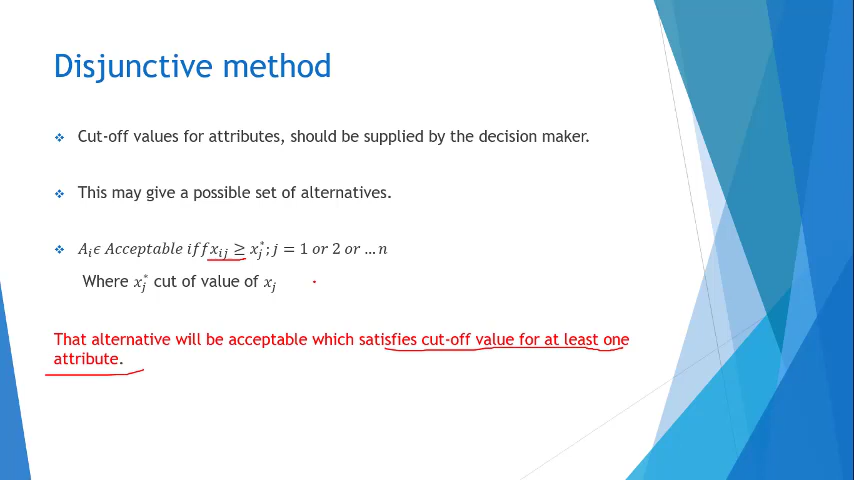 Disjunctive method
Cut-off values for attributes, should be supplied by the decision maker.
This may give a possible set of alternatives.
𝐴ᵢ𝜖 𝐴𝑐𝑐𝑒𝑝𝑡𝑎𝑏𝑙𝑒 𝑖𝑓𝑓 xᵢⱼ ≥ xⱼ*; j = 1 or 2 or … n
Where xⱼ* cut of value of xⱼ
That alternative will be acceptable which satisfies cut-off value for at least one
attribute.